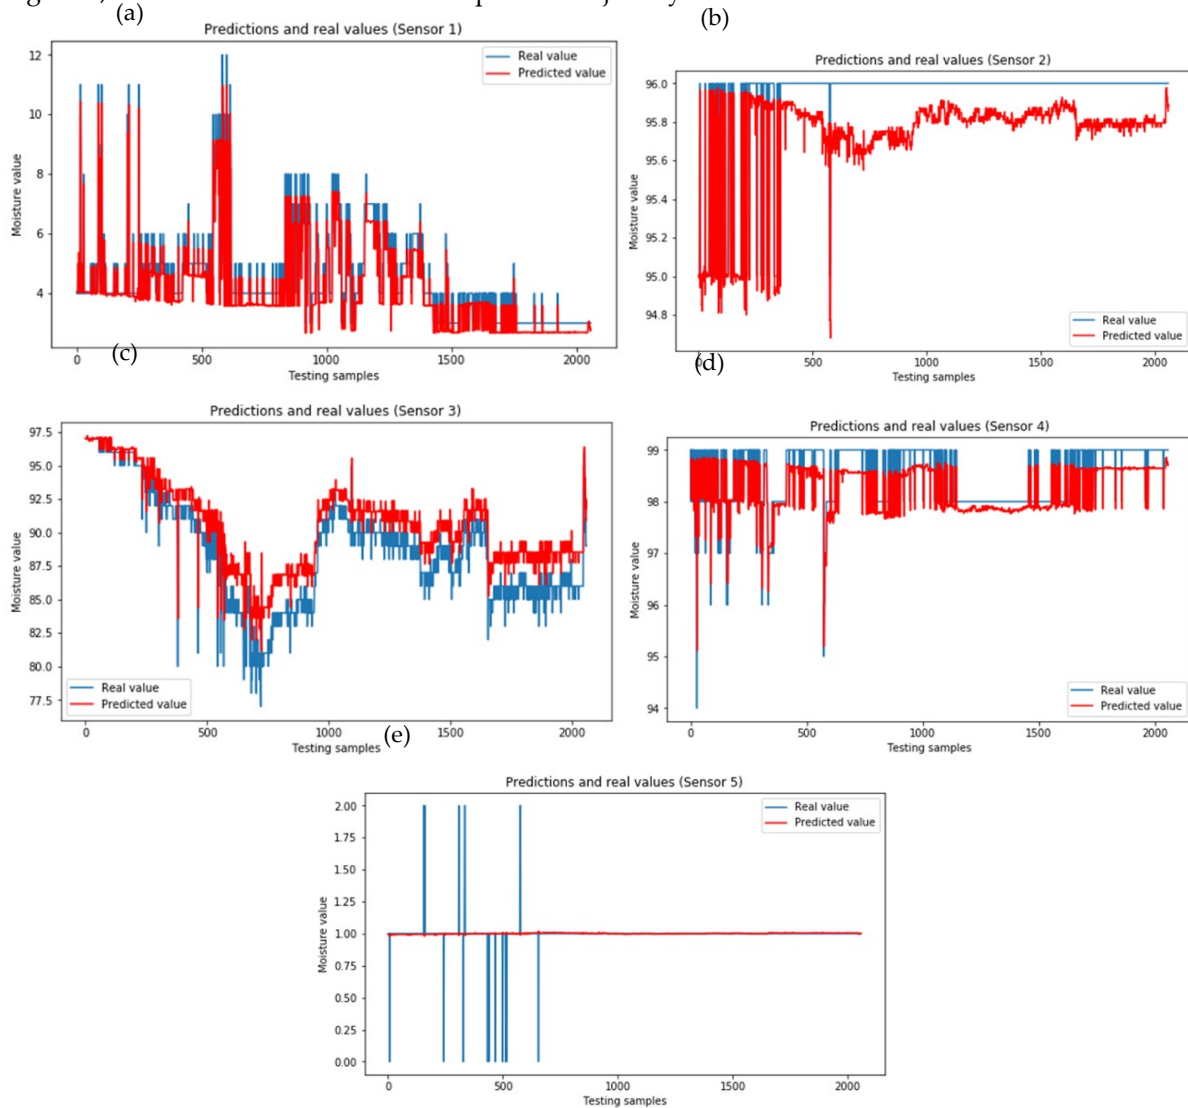 (a)
(b)
Predictions and real values (Sensor 1)
Real value
Predicted value
12
10
8
6
4
Moisture value
0
500
1000
1500
2000
Testing samples
Predictions and real values (Sensor 2)
96.0
95.8
95.6
95.4
95.2
95.0
94.8
Moisture value
Real value
Predicted value
0
500
1000
1500
2000
Testing samples
(c)
(d)
Predictions and real values (Sensor 3)
97.5
95.0
92.5
90.0
87.5
85.0
82.5
80.0
77.5
Moisture value
Real value
Predicted value
0
500
1000
1500
2000
Testing samples
Predictions and real values (Sensor 4)
99
98
97
96
95
94
Moisture value
Real value
Predicted value
0
500
1000
1500
2000
Testing samples
(e)
Predictions and real values (Sensor 5)
Real value
Predicted value
2.00
1.75
1.50
1.25
1.00
0.75
0.50
0.25
0.00
Moisture value
0
500
1000
1500
2000
Testing samples